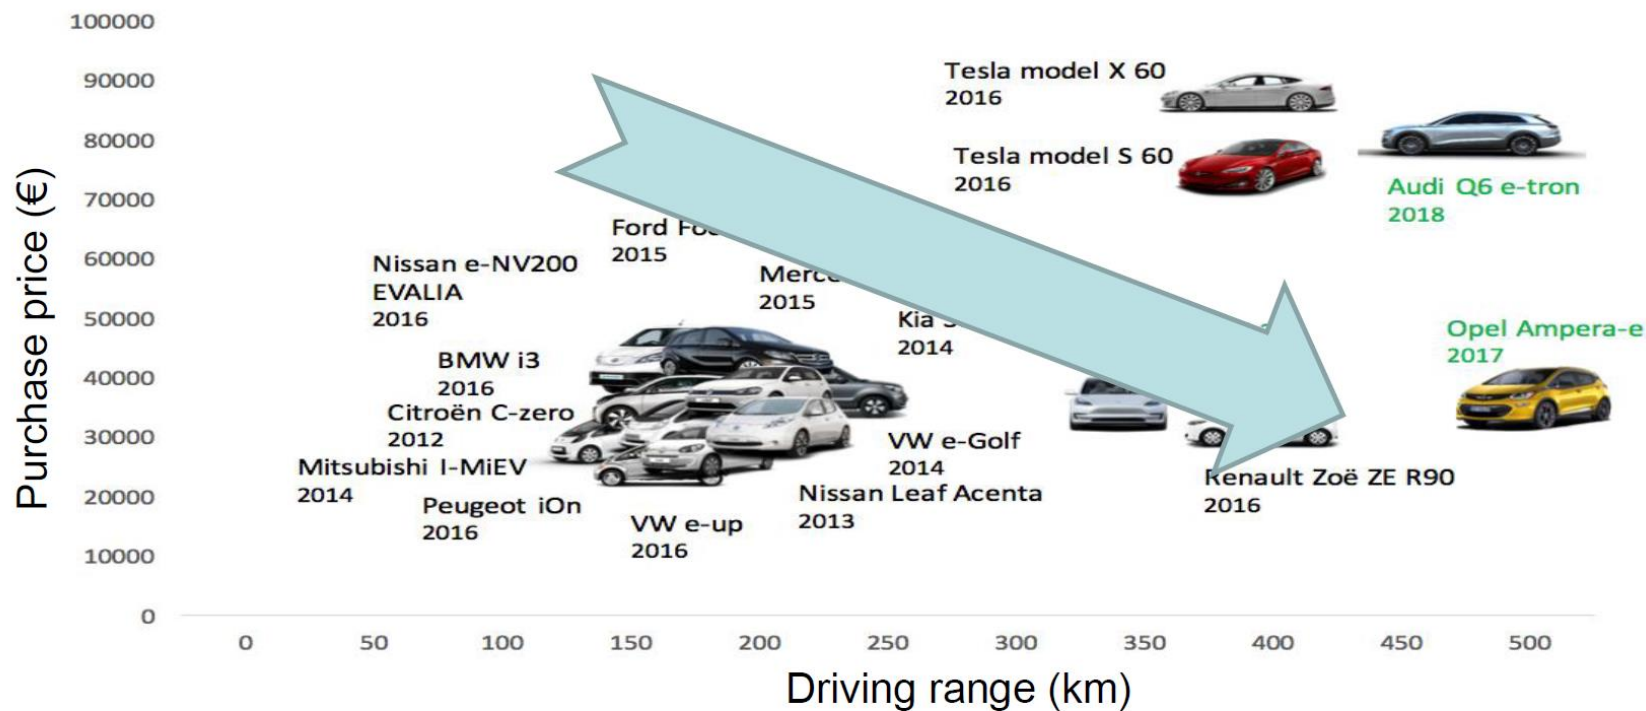 100000
90000
80000
70000
60000
50000
40000
30000
20000
10000
0
Purchase price (€)
Tesla model X 60
2016
Tesla model S 60
2016
Audi Q6 e-tron
2018
Ford
2015
Nissan e-NV200
EVALIA
2016
2015
Kia
2014
Opel Ampera-e
2017
BMW i3
2016
Citroën C-zero
2012
VW e-Golf
2014
Mitsubishi I-MiEV
2014
Renault Zoë ZE R90
2016
Nissan Leaf Acenta
2013
Peugeot iOn
2016
VW e-up
2016
0 50 100 150 200 250 300 350 400 450 500
Driving range (km)